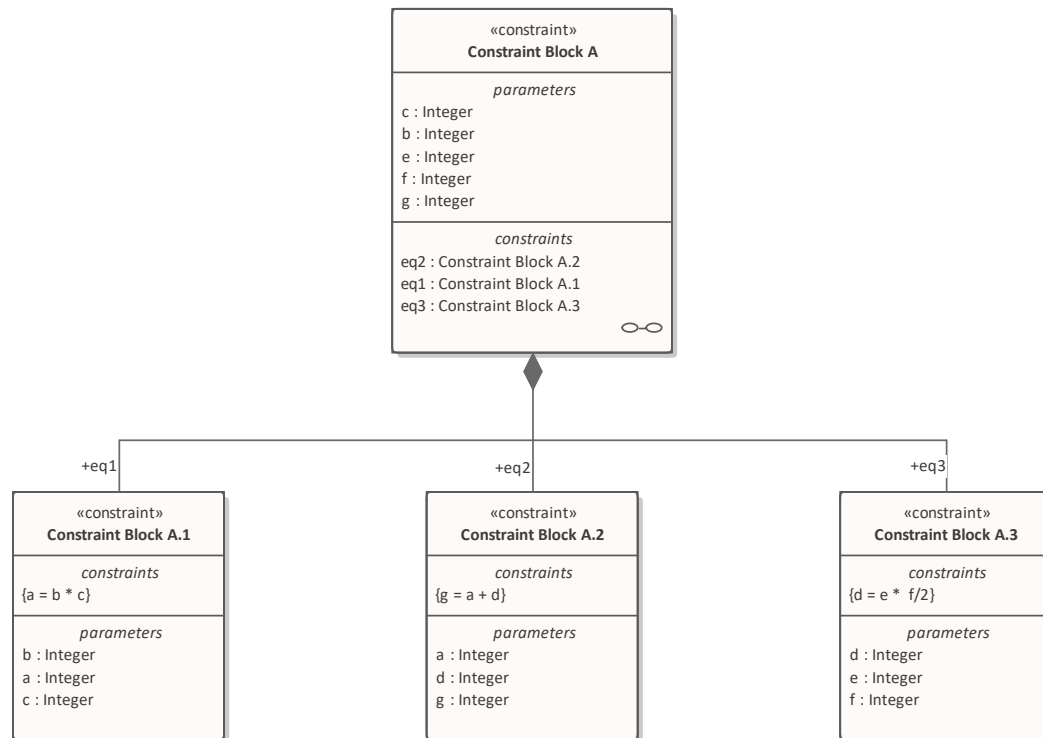 «constraint»
Constraint Block A
parameters
c : Integer
b : Integer
e : Integer
f : Integer
g : Integer
constraints
eq2 : Constraint Block A.2
eq1 : Constraint Block A.1
eq3 : Constraint Block A.3
+eq1
+eq2
+eq3
«constraint»
Constraint Block A.1
constraints
{a = b * c}
parameters
b : Integer
a : Integer
c : Integer
«constraint»
Constraint Block A.2
constraints
{g = a + d}
parameters
a : Integer
d : Integer
g : Integer
«constraint»
Constraint Block A.3
constraints
{d = e *  f/2}
parameters
d : Integer
e : Integer
f : Integer